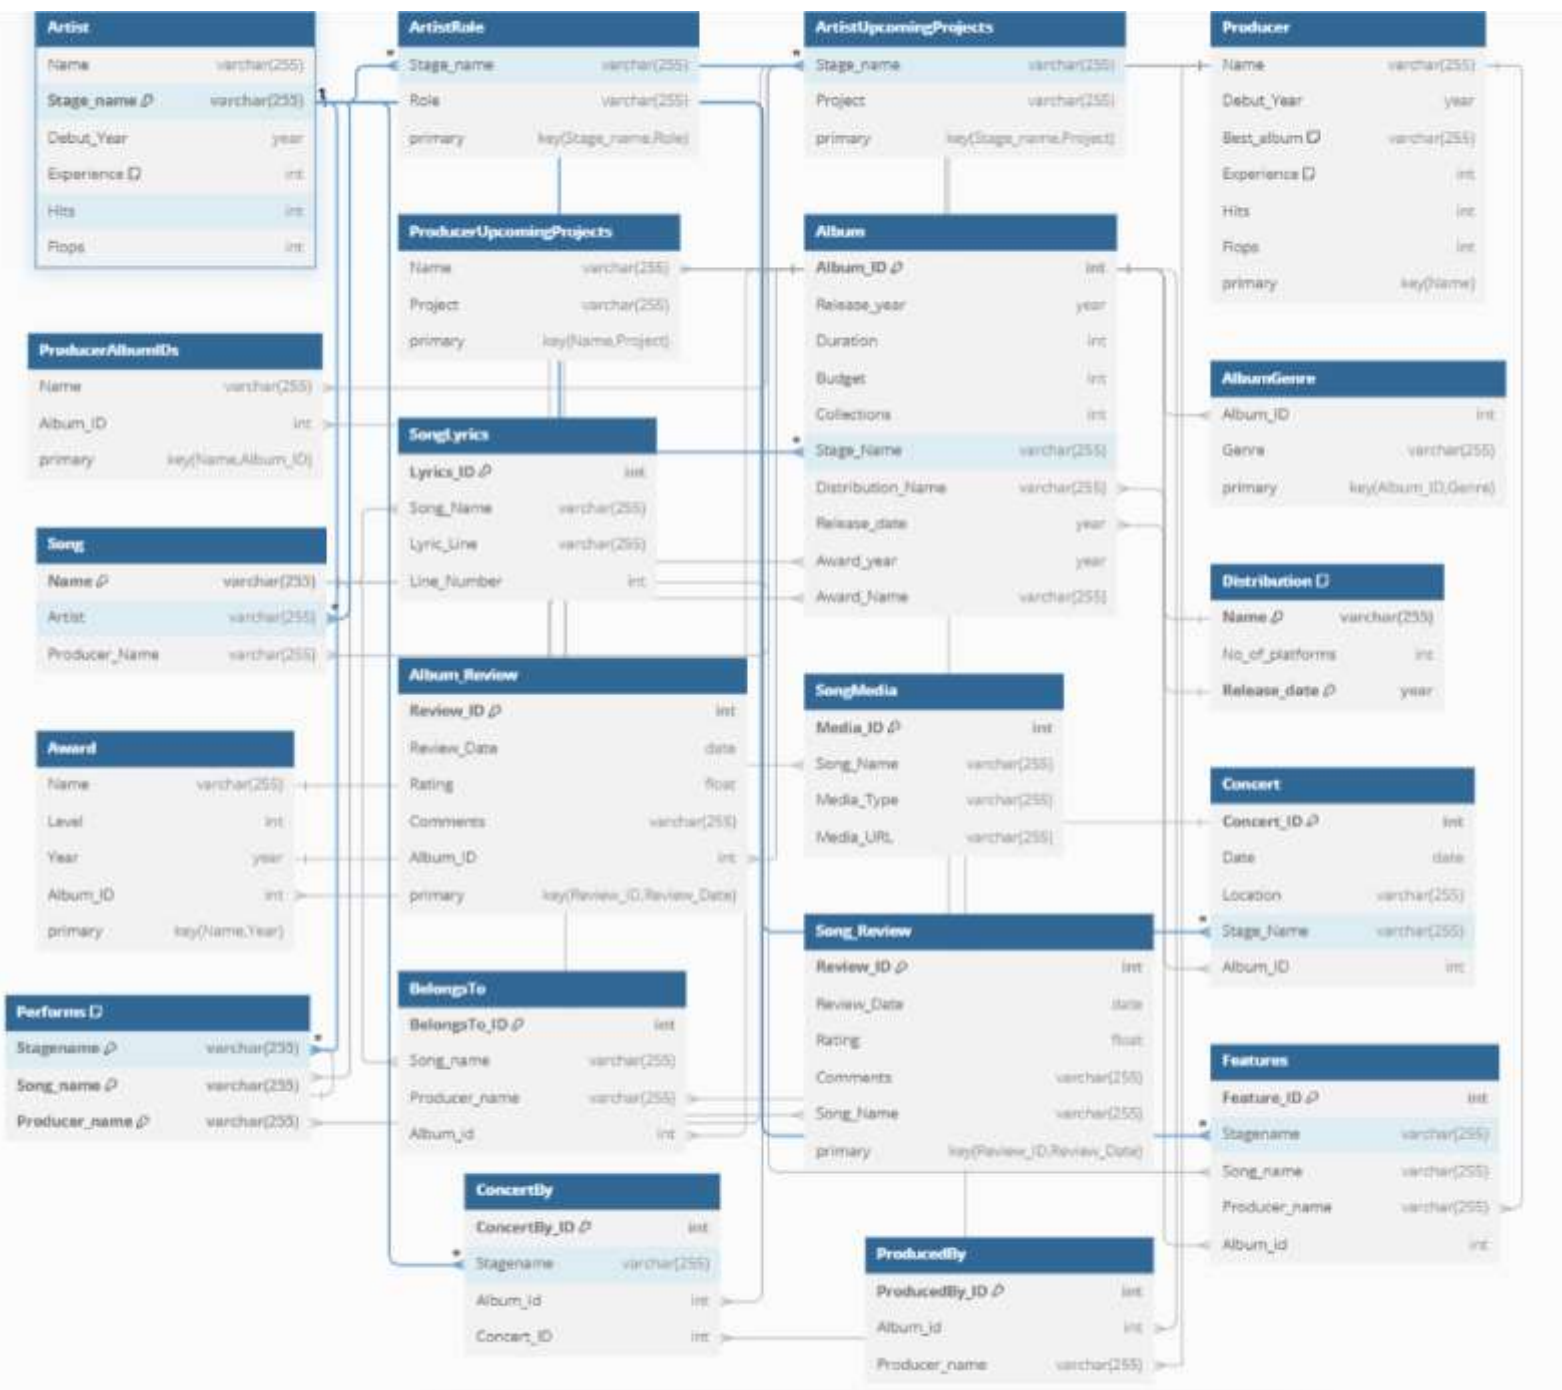 Artist
Name varchar(255)
Stage_name varchar(255)
Debut_Year year
Experience int
Hits int
Flops int
ArtistRole
Stage_name varchar(255)
Role varchar(255)
primary key(Stage_name,Role)
ArtistUpcomingProjects
Stage_name varchar(255)
Project varchar(255)
primary key(Stage_name,Project)
Producer
Name varchar(255)
Debut_Year year
Best_album varchar(255)
Experience int
Hits int
Flops int
primary key(Name)
ProducerUpcomingProjects
Name varchar(255)
Project varchar(255)
primary key(Name,Project)
Album
Album_ID int
Release_year year
Duration int
Budget int
Collections int
Stage_Name varchar(255)
Distribution_Name varchar(255)
Release_date year
Award_year year
Award_Name varchar(255)
ProducerAlbumIDs
Name varchar(255)
Album_ID int
primary key(Name,Album_ID)
AlbumGenre
Album_ID int
Genre varchar(255)
primary key(Album_ID,Genre)
SongLyrics
Lyrics_ID int
Song_Name varchar(255)
Lyric_Line varchar(255)
Line_Number int
Song
Name varchar(255)
Artist varchar(255)
Producer_Name varchar(255)
Distribution
Name varchar(255)
No_of_platforms int
Release_date year
Album_Review
Review_ID int
Review_Date date
Rating float
Comments varchar(255)
Album_ID int
primary key(Review_ID,Review_Date)
SongMedia
Media_ID int
Song_Name varchar(255)
Media_Type varchar(255)
Media_URL varchar(255)
Award
Name varchar(255)
Level int
Year year
Album_ID int
primary key(Name,Year)
Concert
Concert_ID int
Date date
Location varchar(255)
Stage_Name varchar(255)
Album_ID int
Song_Review
Review_ID int
Review_Date date
Rating float
Comments varchar(255)
Song_Name varchar(255)
primary key(Review_ID,Review_Date)
Performs
Stagename varchar(255)
Song_name varchar(255)
Producer_name varchar(255)
BelongsTo
BelongsTo_ID int
Song_name varchar(255)
Producer_name varchar(255)
Album_id int
Features
Feature_ID int
Stagename varchar(255)
Song_name varchar(255)
Producer_name varchar(255)
Album_id int
ConcertBy
ConcertBy_ID int
Stagename varchar(255)
Album_id int
Concert_ID int
ProducedBy
ProducedBy_ID int
Album_id int
Producer_name varchar(255)